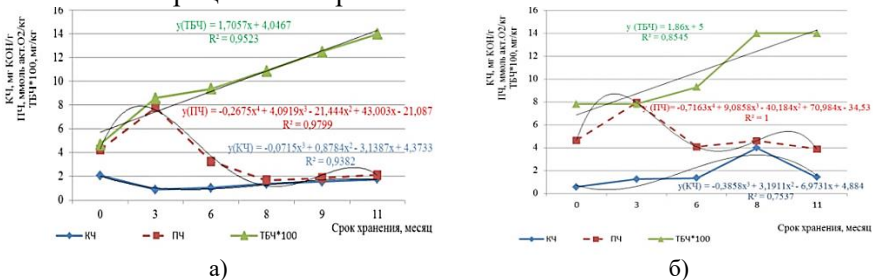 КЧ, мг КОН/г
ПЧ, ммоль акт.О2/кг
ТБЧ*100, мг/кг
16
14
12
10
8
6
4
2
0
у(ТБЧ) = 1,7057x + 4,0467
R² = 0,9523
у(ПЧ) = -0,2675x⁴ + 4,0919x³ - 21,444x² + 43,003x - 21,087
R² = 0,9799
у(КЧ) = -0,0715x³ + 0,8784x² - 3,1387x + 4,3733
R² = 0,9382
0 3 6 8 9 11
Срок хранения, месяц
КЧ ПЧ ТБЧ*100
а)
КЧ, мг КОН/г
ПЧ, ммоль акт.О2/кг
ТБЧ*100, мг/кг
16
14
12
10
8
6
4
2
0
у (ТБЧ) = 1,86x + 5
R² = 0,8545
у(ПЧ)= -0,7163x⁴ + 9,0858x³ - 40,184x² + 70,984x - 34,53
R² = 1
у(КЧ) = -0,3858x³ + 3,1911x² - 6,9731x + 4,884
R² = 0,7537
0 3 6 8 11
Срок хранения, месяц
КЧ ПЧ ТБЧ*100
б)